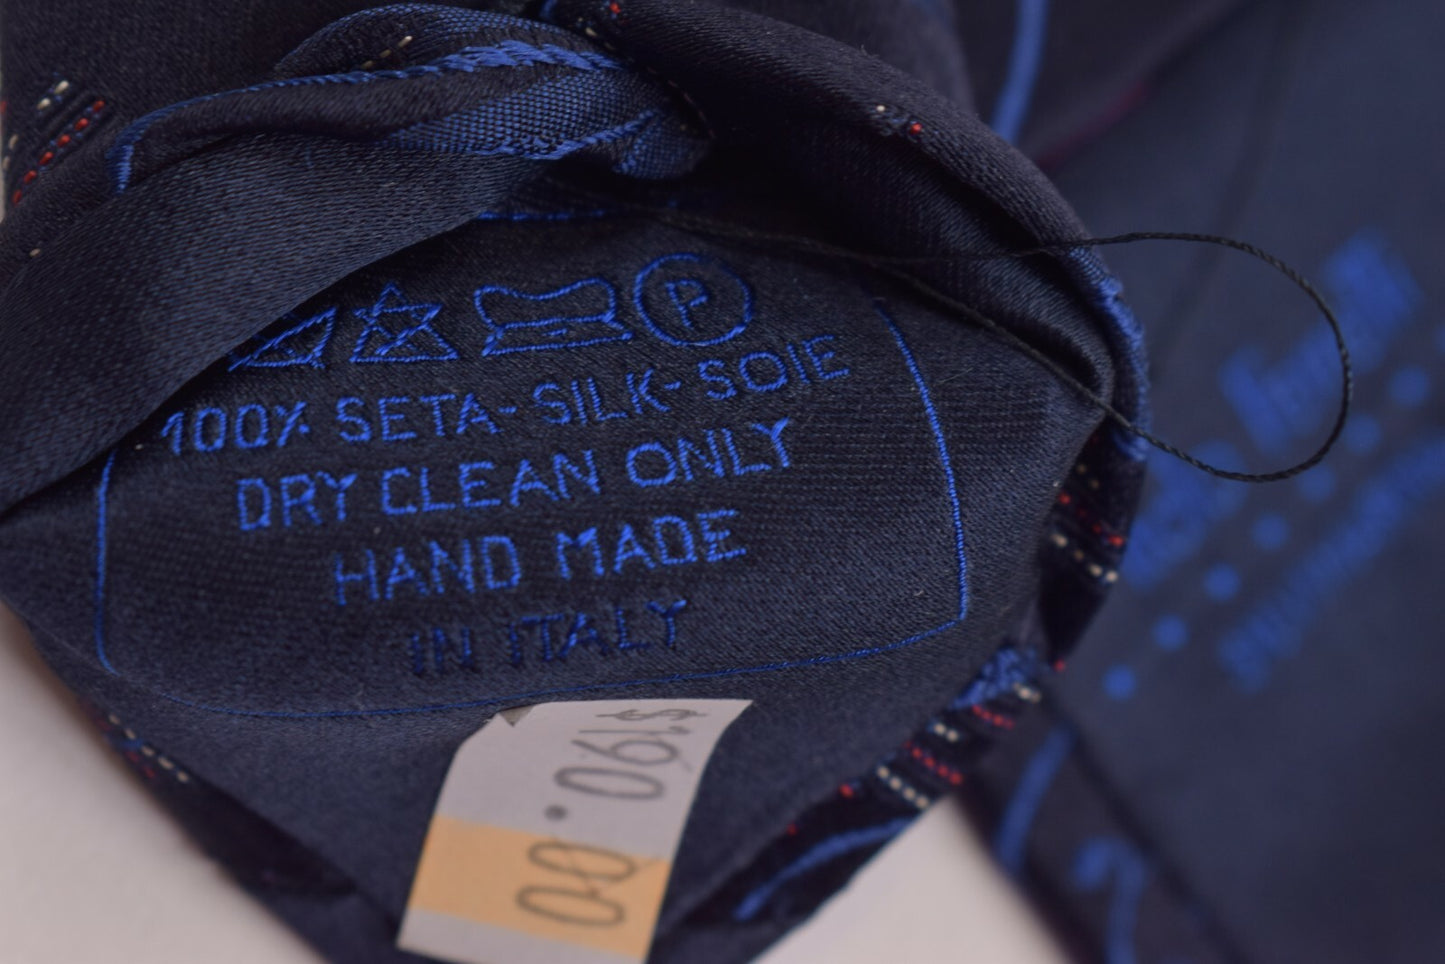 P
100% SETA-SILK-SOIE
DRY CLEAN ONLY
HAND MADE
IN ITALY
$190.00